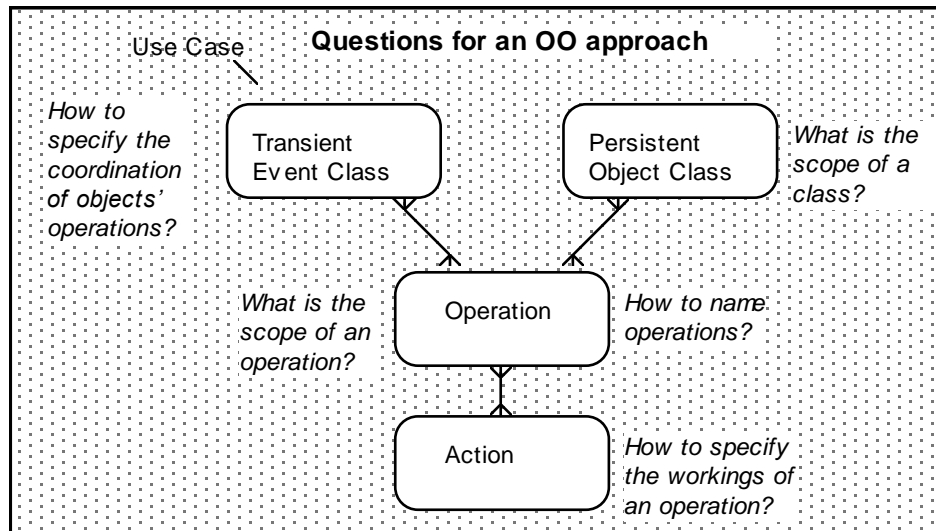 Questions for an OO approach
Use Case
How to
specify the
coordination
of objects'
operations?
Transient
Event Class
Persistent
Object Class
What is the
scope of a
class?
What is the
scope of an
operation?
Operation
How to name
operations?
Action
How to specify
the workings of
an operation?